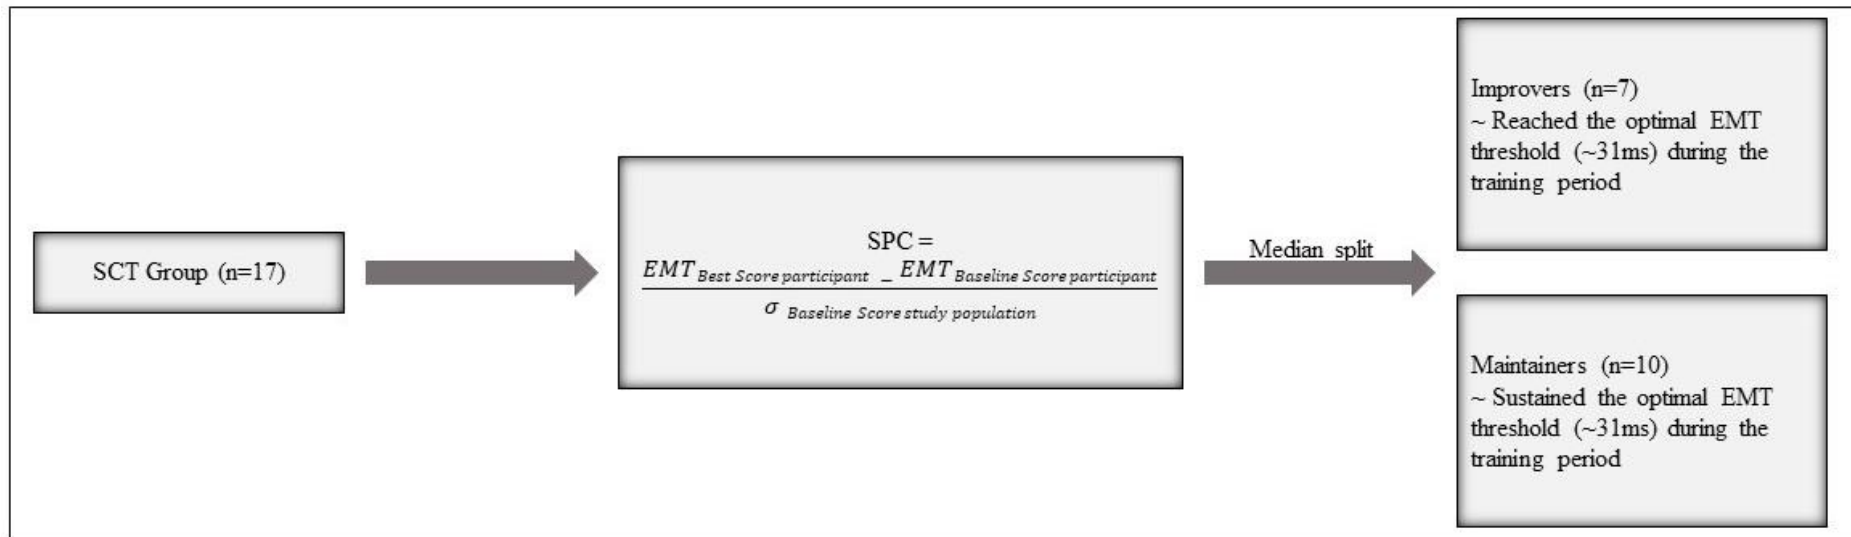 SCT Group (n=17)
SPC =
EMT Best Score participant − EMT Baseline Score participant
σ Baseline Score study population
Median split
Improvers (n=7)
~ Reached the optimal EMT
threshold (~31ms) during the
training period
Maintainers (n=10)
~ Sustained the optimal EMT
threshold (~31ms) during the
training period